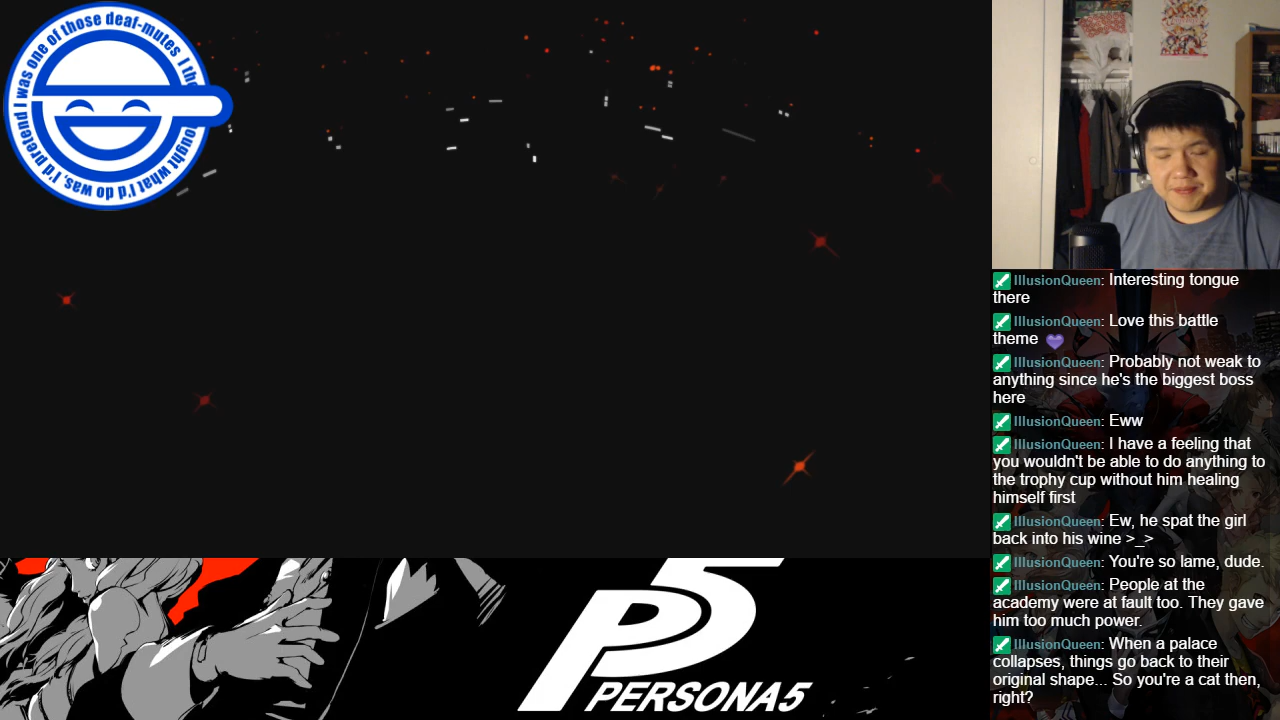 I thought what I'd do was, I'd pretend I was one of those deaf-mutes
IllusionQueen: Interesting tongue
there
IllusionQueen: Love this battle
theme
IllusionQueen: Probably not weak to
anything since he's the biggest boss
here
IllusionQueen: Eww
IllusionQueen: I have a feeling that
you wouldn't be able to do anything to
the trophy cup without him healing
himself first
IllusionQueen: Ew, he spat the girl
back into his wine >_>
IllusionQueen: You're so lame, dude.
IllusionQueen: People at the
academy were at fault too. They gave
him too much power.
IllusionQueen: When a palace
collapses, things go back to their
original shape... So you're a cat then,
right?
P5
PERSONA5